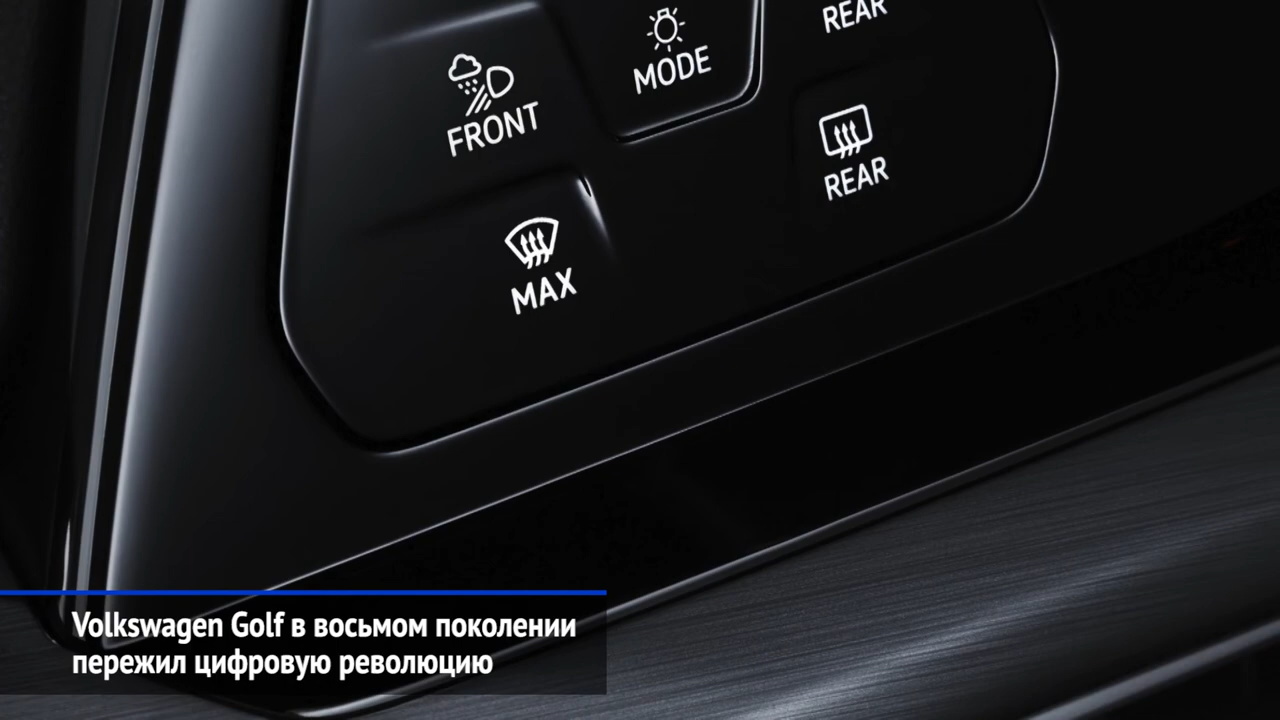 REAR
MODE
FRONT
REAR
MAX
Volkswagen Golf в восьмом поколении
пережил цифровую революцию